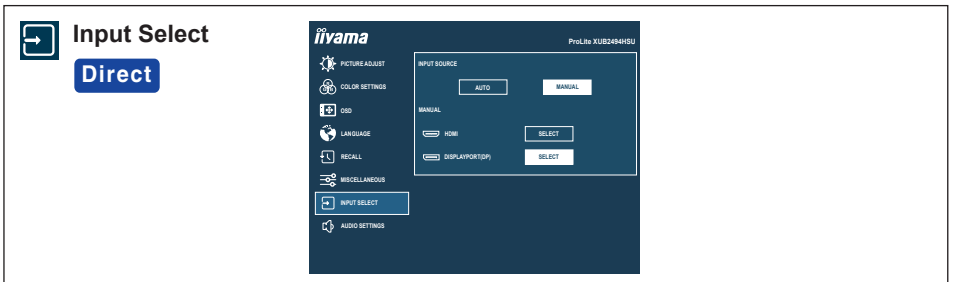 Input Select
Direct
iiyama
ProLite XUB2494HSU
PICTURE ADJUST
COLOR SETTINGS
OSD
LANGUAGE
RECALL
MISCELLANEOUS
INPUT SELECT
AUDIO SETTINGS
INPUT SOURCE
AUTO MANUAL
MANUAL
HDMI SELECT
DISPLAYPORT(DP) SELECT